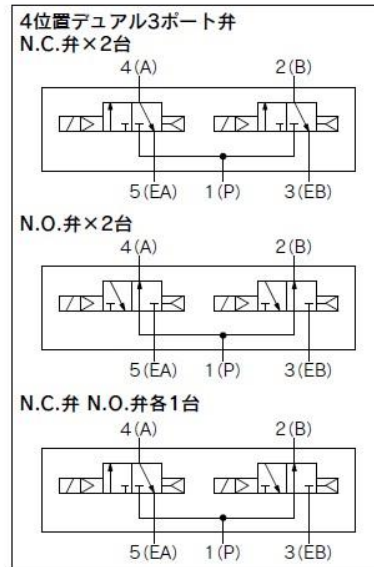 4位置デュアル3ポート弁
N.C.弁×2台
4(A) 2(B)
5(EA) 1(P) 3(EB)
N.O.弁×2台
4(A) 2(B)
5(EA) 1(P) 3(EB)
N.C.弁 N.O.弁各1台
4(A) 2(B)
5(EA) 1(P) 3(EB)